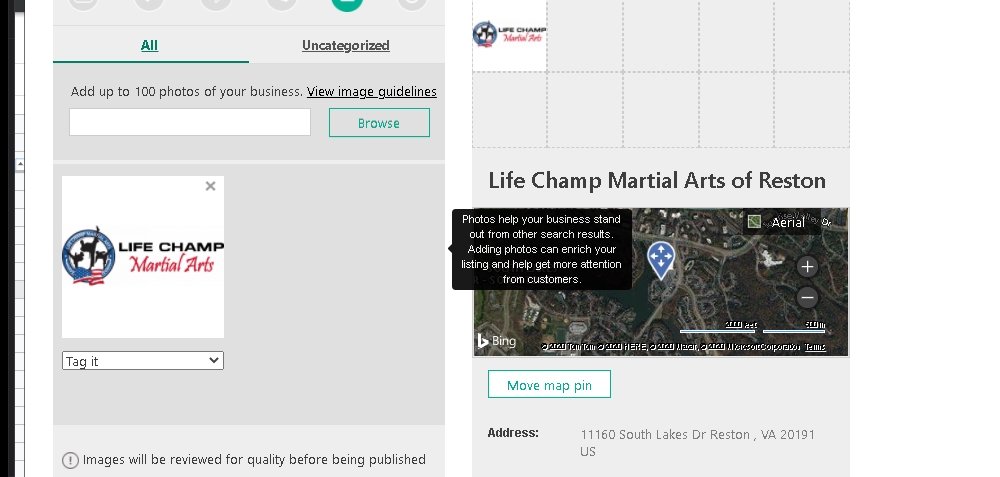 All
Uncategorized
Add up to 100 photos of your business. View image guidelines
Browse
LIFE CHAMP
Martial Arts
Tag it
Images will be reviewed for quality before being published
LIFE CHAMP
Martial Arts
Life Champ Martial Arts of Reston
Photos help your business stand
out from other search results.
Adding photos can enrich your
listing and help get more attention
from customers.
Aerial
Dr
Bing
Terms
Move map pin
Address:
11160 South Lakes Dr Reston , VA 20191
US